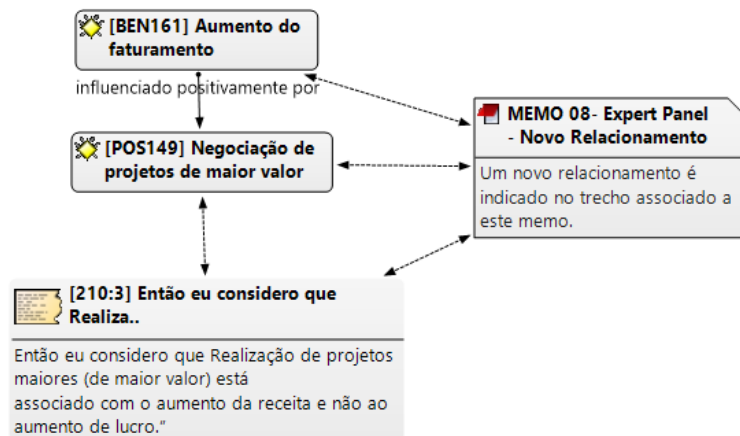 [BEN161] Aumento do
faturamento
influenciado positivamente por
[POS149] Negociação de
projetos de maior valor
MEMO 08- Expert Panel
- Novo Relacionamento
Um novo relacionamento é
indicado no trecho associado a
este memo.
[210:3] Então eu considero que
Realiza..
Então eu considero que Realização de projetos
maiores (de maior valor) está
associado com o aumento da receita e não ao
aumento de lucro.”